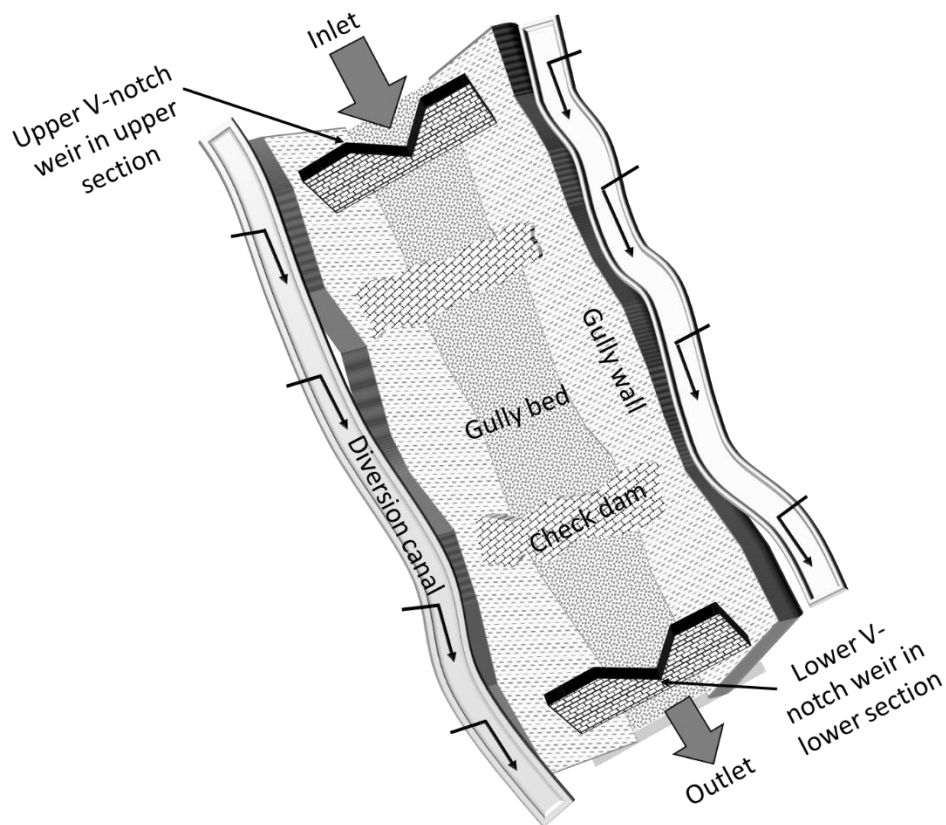 Inlet
Upper V-notch
weir in upper
section
Gully wall
Gully bed
Diversion canal
Check dam
Lower V-
notch weir in
lower section
Outlet